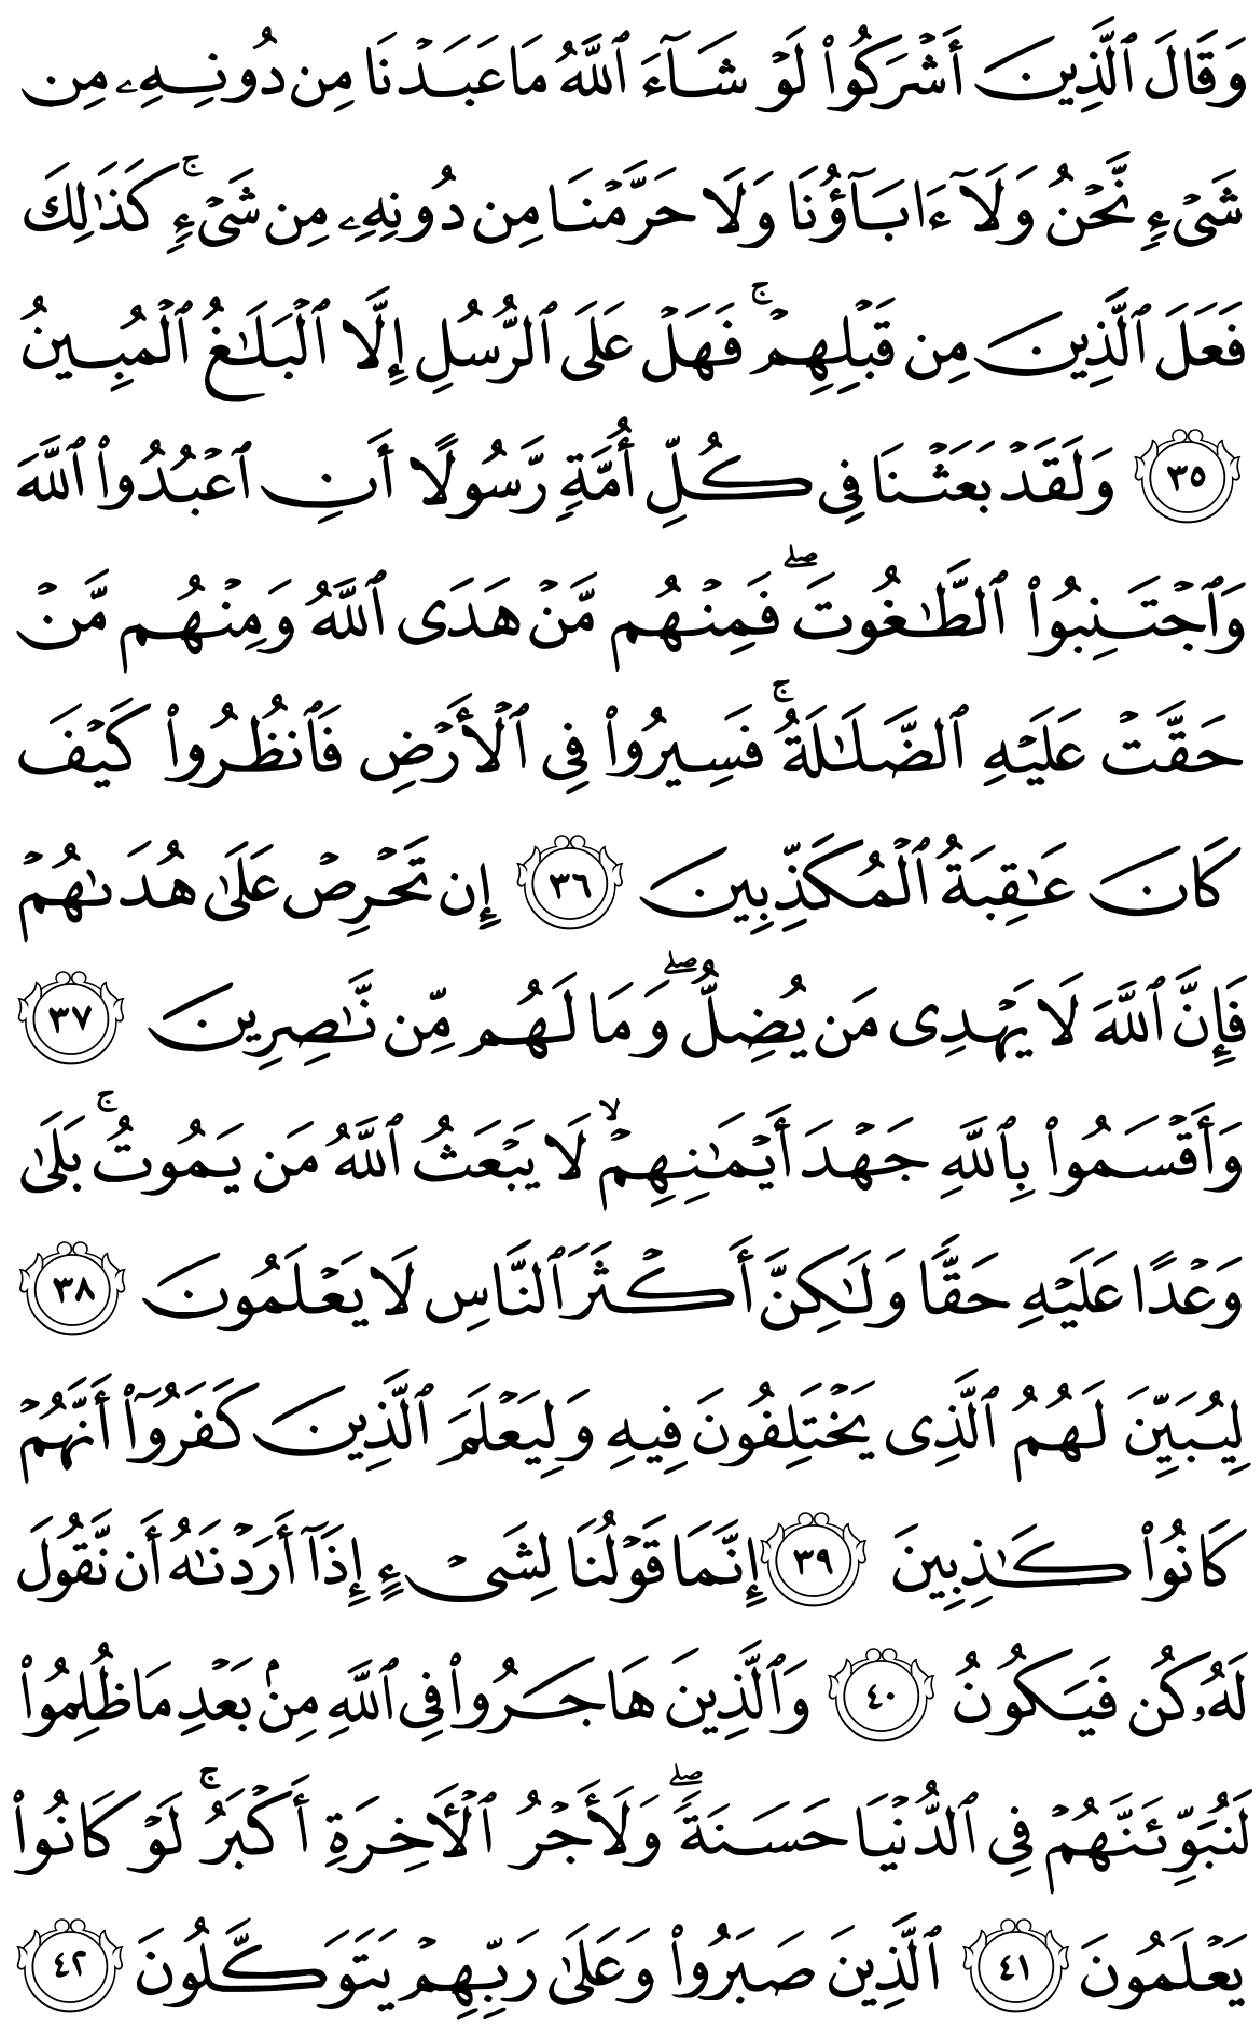 وَقَالَ ٱلَّذِينَ أَشۡرَكُوا۟ لَوۡ شَآءَ ٱللَّهُ مَا عَبَدۡنَا مِن دُونِهِۦ مِن
شَىۡءٍ نَّحۡنُ وَلَآ ءَابَآؤُنَا وَلَا حَرَّمۡنَا مِن دُونِهِۦ مِن شَىۡءٍۚ كَذَٰلِكَ
فَعَلَ ٱلَّذِينَ مِن قَبۡلِهِمۡۚ فَهَلۡ عَلَى ٱلرُّسُلِ إِلَّا ٱلۡبَلَـٰغُ ٱلۡمُبِينُ
٣٥ وَلَقَدۡ بَعَثۡنَا فِى كُلِّ أُمَّةٍ رَّسُولًا أَنِ ٱعۡبُدُوا۟ ٱللَّهَ
وَٱجۡتَنِبُوا۟ ٱلطَّـٰغُوتَۖ فَمِنۡهُم مَّنۡ هَدَى ٱللَّهُ وَمِنۡهُم مَّنۡ
حَقَّتۡ عَلَيۡهِ ٱلضَّلَـٰلَةُۚ فَسِيرُوا۟ فِى ٱلۡأَرۡضِ فَٱنظُرُوا۟ كَيۡفَ
كَانَ عَـٰقِبَةُ ٱلۡمُكَذِّبِينَ ٣٦ إِن تَحۡرِصۡ عَلَىٰ هُدَىٰهُمۡ
فَإِنَّ ٱللَّهَ لَا يَهۡدِى مَن يُضِلُّۖ وَمَا لَهُم مِّن نَّـٰصِرِينَ ٣٧
وَأَقۡسَمُوا۟ بِٱللَّهِ جَهۡدَ أَيۡمَـٰنِهِمۡۙ لَا يَبۡعَثُ ٱللَّهُ مَن يَمُوتُۚ بَلَىٰ
وَعۡدًا عَلَيۡهِ حَقًّا وَلَـٰكِنَّ أَكۡثَرَ ٱلنَّاسِ لَا يَعۡلَمُونَ ٣٨
لِيُبَيِّنَ لَهُمُ ٱلَّذِى يَخۡتَلِفُونَ فِيهِ وَلِيَعۡلَمَ ٱلَّذِينَ كَفَرُوٓا۟ أَنَّهُمۡ
كَانُوا۟ كَـٰذِبِينَ ٣٩ إِنَّمَا قَوۡلُنَا لِشَىۡءٍ إِذَآ أَرَدۡنَـٰهُ أَن نَّقُولَ
لَهُۥ كُن فَيَكُونُ ٤٠ وَٱلَّذِينَ هَاجَرُوا۟ فِى ٱللَّهِ مِنۢ بَعۡدِ مَا ظُلِمُوا۟
لَنُبَوِّئَنَّهُمۡ فِى ٱلدُّنۡيَا حَسَنَةًۖ وَلَأَجۡرُ ٱلۡأَخِرَةِ أَكۡبَرُۚ لَوۡ كَانُوا۟
يَعۡلَمُونَ ٤١ ٱلَّذِينَ صَبَرُوا۟ وَعَلَىٰ رَبِّهِمۡ يَتَوَكَّلُونَ ٤٢